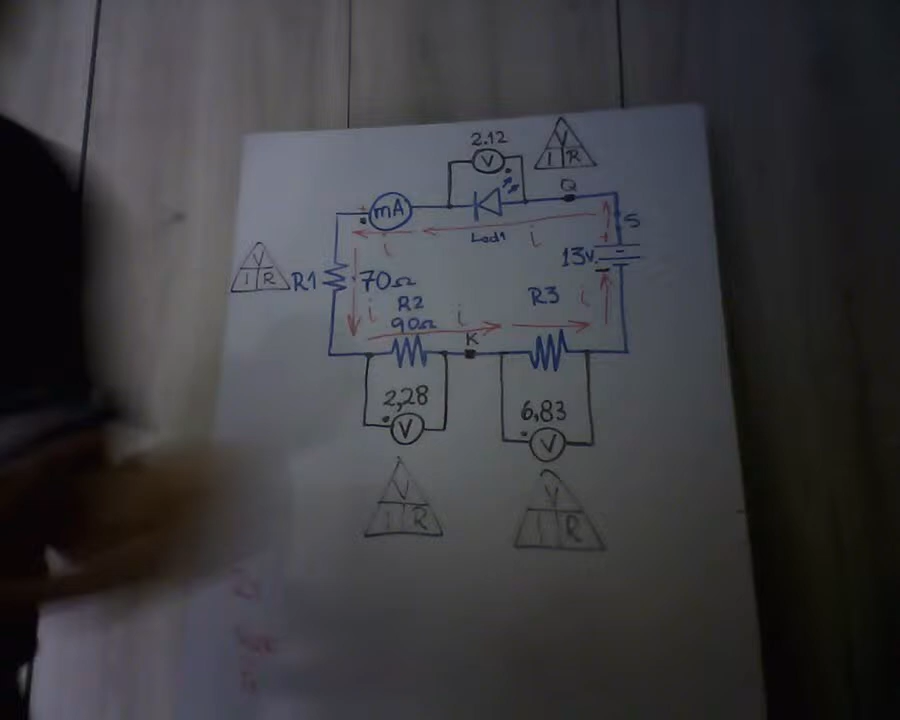 2.12
V
V
I R
Q
mA
S
Led1
i
i
13v
V
I R
R1
70Ω
R2
R3
i
i
90Ω
i
K
2,28
6,83
V
V
V
V
I R
I R